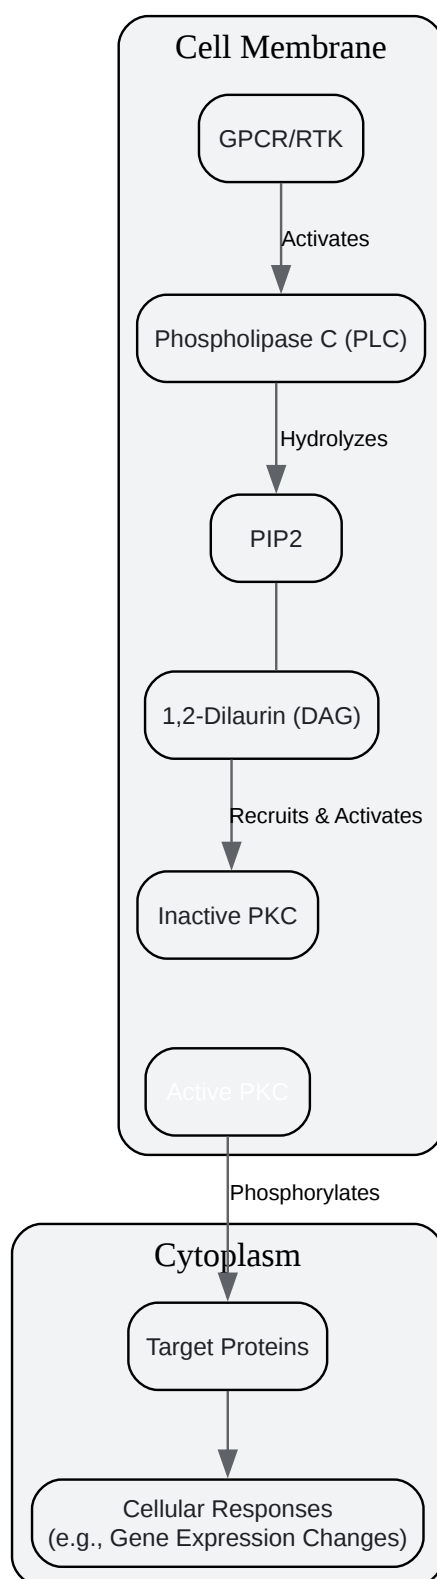 Cell Membrane
GPCR/RTK
Activates
Phospholipase C (PLC)
Hydrolyzes
PIP2
1,2-Dilaurin (DAG)
Recruits & Activates
Inactive PKC
Active PKC
Phosphorylates
Cytoplasm
Target Proteins
Cellular Responses
(e.g., Gene Expression Changes)